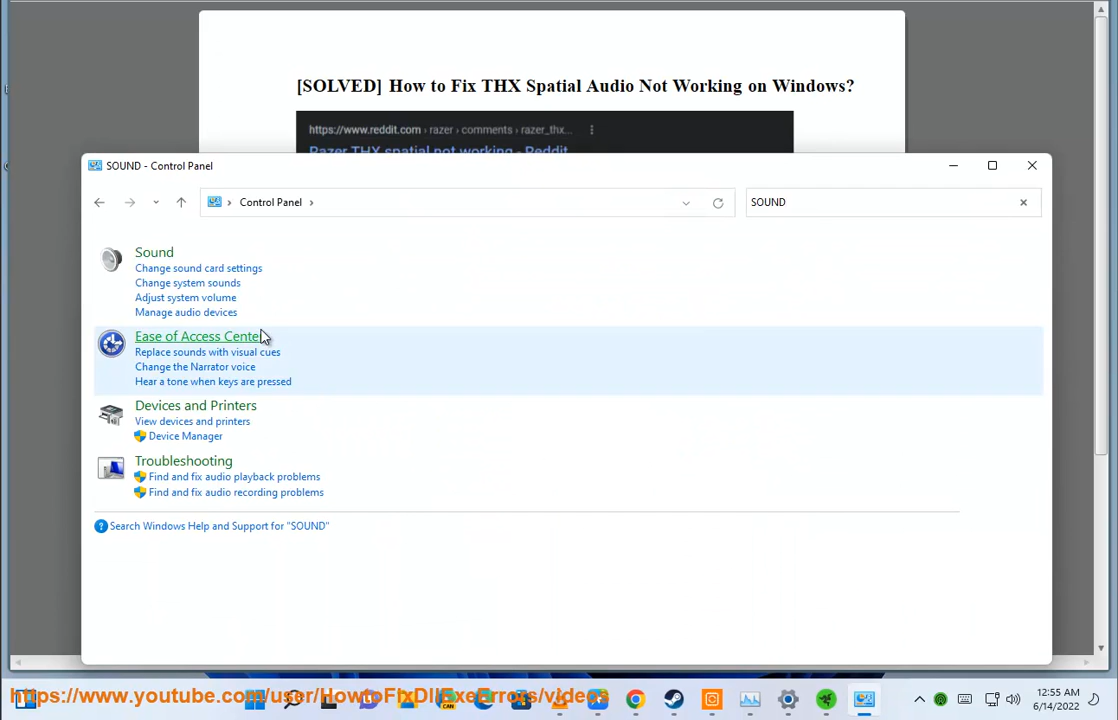 [SOLVED] How to Fix THX Spatial Audio Not Working on Windows?
https://www.reddit.com › razer › comments › razer_thx...
Razer THX spatial not working - Reddit
SOUND - Control Panel
Control Panel
SOUND
Sound
Change sound card settings
Change system sounds
Adjust system volume
Manage audio devices
Ease of Access Center
Replace sounds with visual cues
Change the Narrator voice
Hear a tone when keys are pressed
Devices and Printers
View devices and printers
Device Manager
Troubleshooting
Find and fix audio playback problems
Find and fix audio recording problems
Search Windows Help and Support for "SOUND"
https://www.youtube.com/user/HowtoFixDllExeErrors/videos
CAN
12:55 AM
6/14/2022